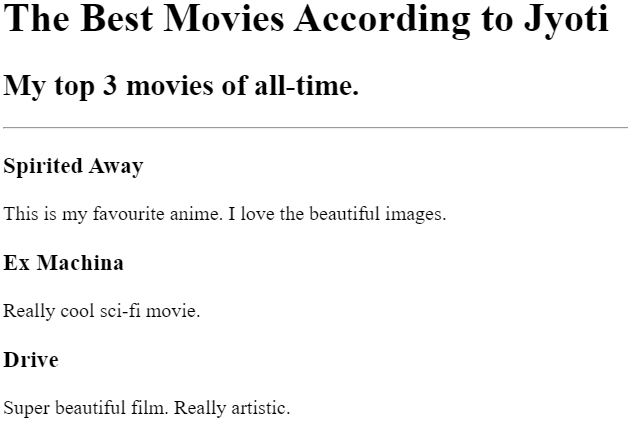 The Best Movies According to Jyoti
My top 3 movies of all-time.
Spirited Away
This is my favourite anime. I love the beautiful images.
Ex Machina
Really cool sci-fi movie.
Drive
Super beautiful film. Really artistic.